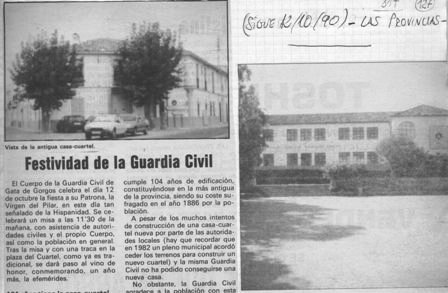 (SIGUE 12/10/90) - LAS PROVINCIAS -
Vista de la antigua casa-cuartel.
Festividad de la Guardia Civil
El Cuerpo de la Guardia Civil de
Gata de Gorgos celebra el día 12
de octubre la fiesta a su Patrona, la
Virgen del Pilar, en este día tan
señalado de la Hispanidad. Se ce-
lebrará un misa a las 11'30 de la
mañana, con asistencia de autori-
dades civiles y el propio Cuerpo,
así como la población en general.
Tras la misa y con una traca en la
plaza del Cuartel, como ya es tra-
dicional, se dará paso al vino de
honor, conmemorando, un año
más, la efemérides.
cumple 104 años de edificación,
constituyéndose en la más antigua
de la provincia, siendo su coste su-
fragado en el año 1886 por la po-
blación.
A pesar de los muchos intentos
de construcción de una casa-cuar-
tel nueva por parte de las autorida-
des locales (hay que recordar que
en 1982 un pleno municipal acordó
ceder los terrenos para construir un
nuevo cuartel) y la misma Guardia
Civil no ha podido conseguirse una
nueva casa.
No obstante, la Guardia Civil
agradece a la población con esta